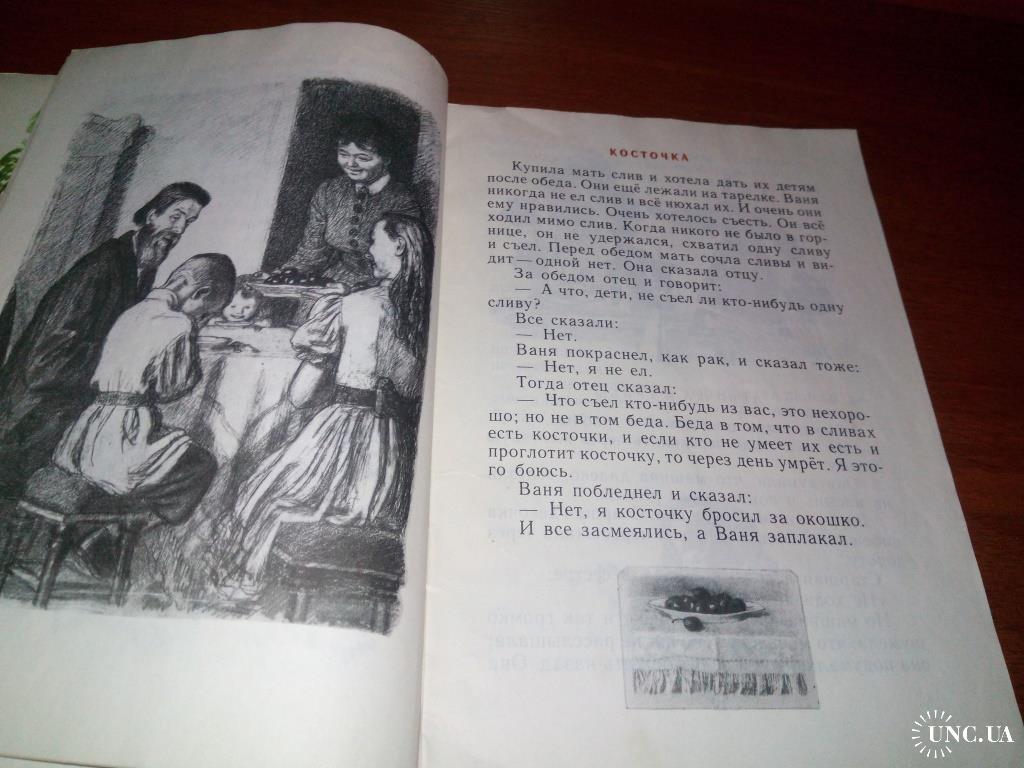 КОСТОЧКА
Купила мать слив и хотела дать их детям
после обеда. Они ещё лежали на тарелке. Ваня
никогда не ел слив и всё нюхал их. И очень они
ему нравились. Очень хотелось съесть. Он всё
ходил мимо слив. Когда никого не было в гор-
нице, он не удержался, схватил одну сливу
и съел. Перед обедом мать сочла сливы и ви-
дит — одной нет. Она сказала отцу.
За обедом отец и говорит:
— А что, дети, не съел ли кто-нибудь одну
сливу?
Все сказали:
— Нет.
Ваня покраснел, как рак, и сказал тоже:
— Нет, я не ел.
Тогда отец сказал:
— Что съел кто-нибудь из вас, это нехоро-
шо; но не в том беда. Беда в том, что в сливах
есть косточки, и если кто не умеет их есть и
проглотит косточку, то через день умрёт. Я это-
го боюсь.
Ваня побледнел и сказал:
— Нет, я косточку бросил за окошко.
И все засмеялись, а Ваня заплакал.
UNC.UA